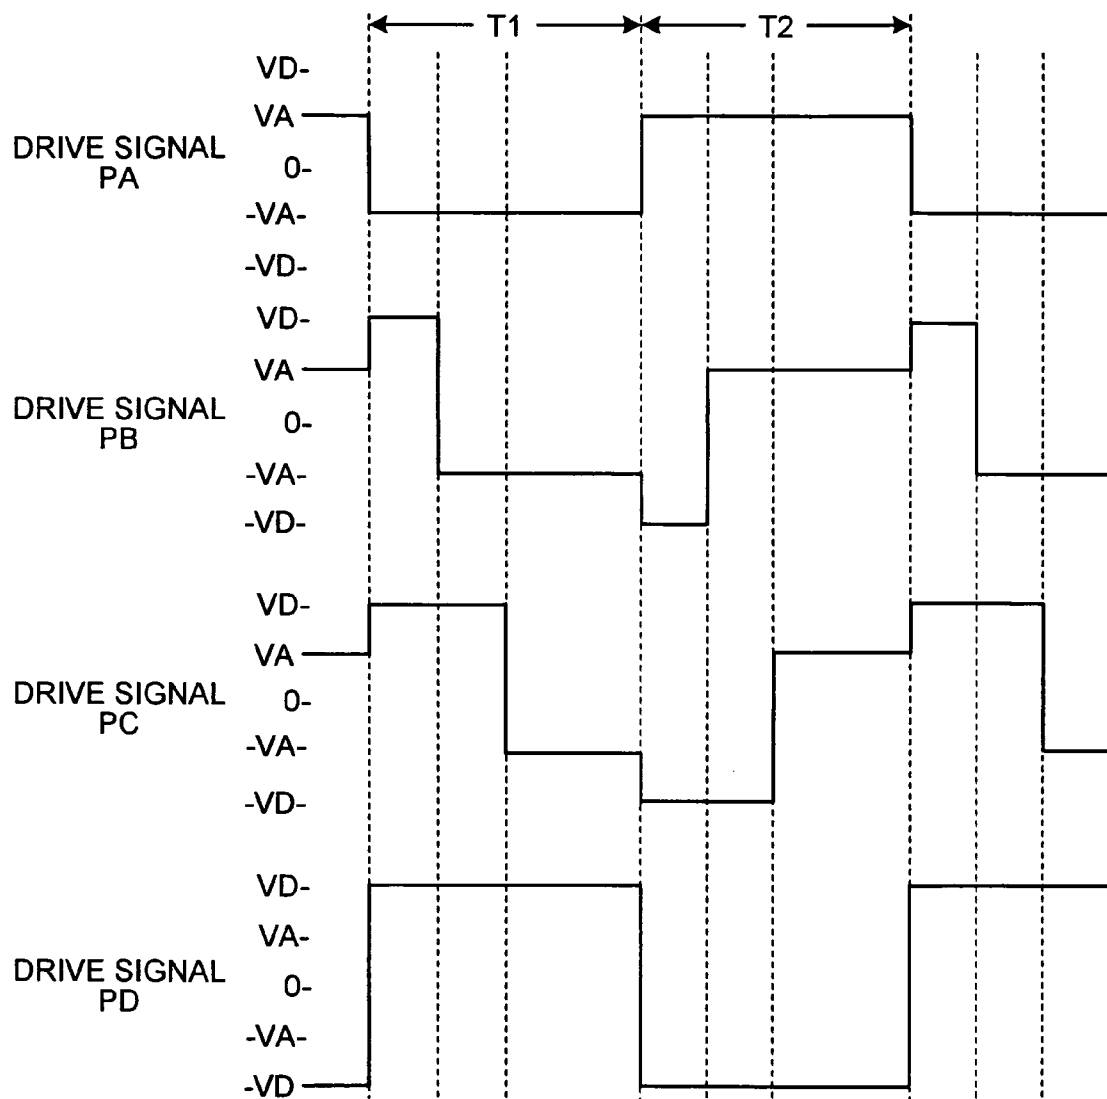 T1 T2
VD-
VA
DRIVE SIGNAL
PA
0-
-VA-
-VD-
VD-
VA
DRIVE SIGNAL
PB
0-
-VA-
-VD-
VD-
VA
DRIVE SIGNAL
PC
0-
-VA-
-VD-
VD-
VA-
DRIVE SIGNAL
PD
0-
-VA-
-VD